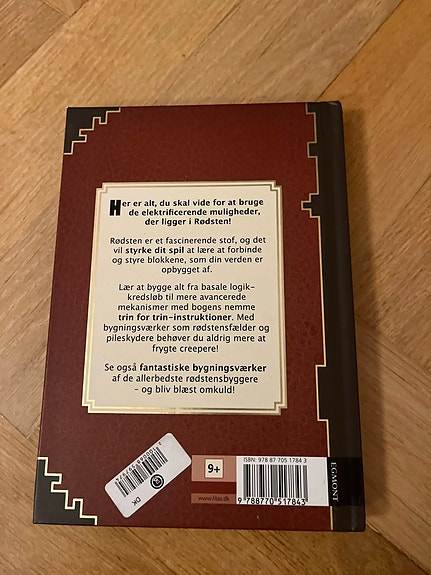 Her er alt, du skal vide for at bruge
de elektrificerende muligheder,
der ligger i Rødsten!
Rødsten er et fascinerende stof, og det
vil styrke dit spil at lære at forbinde
og styre blokkene, som din verden er
opbygget af.
Lær at bygge alt fra basale logik-
kredsløb til mere avancerede
mekanismer med bogens nemme
trin for trin-instruktioner. Med
bygningsværker som rødstensfælder og
pileskydere behøver du aldrig mere at
frygte creepere!
Se også fantastiske bygningsværker
af de allerbedste rødstensbyggere
– og bliv blæst omkuld!
DK
9+
www.litas.dk
ISBN: 978 87 705 1784 3
9 788770 517843
EGMONT